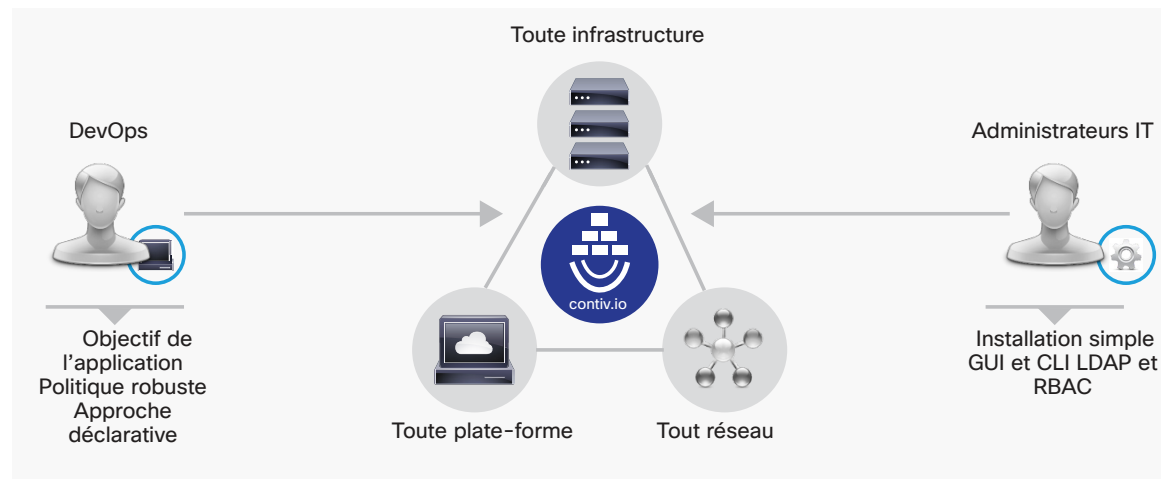 Toute infrastructure
DevOps
Administrateurs IT
contiv.io
Objectif de
l'application
Politique robuste
Approche
déclarative
Installation simple
GUI et CLI LDAP et
RBAC
Toute plate-forme
Tout réseau